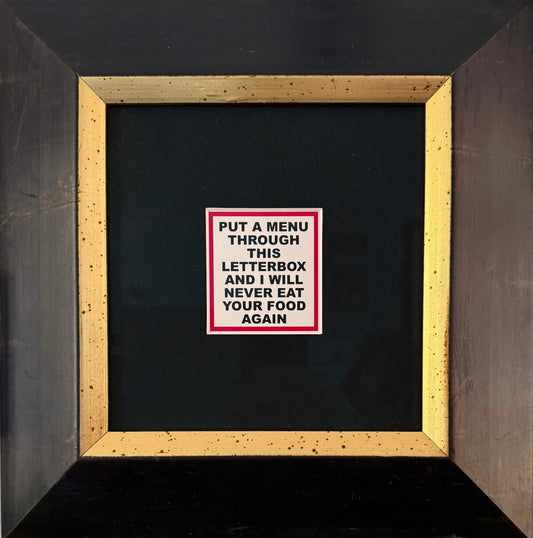 PUT A MENU
THROUGH
THIS
LETTERBOX
AND I WILL
NEVER EAT
YOUR FOOD
AGAIN